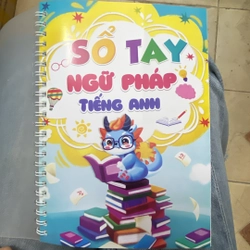 SỔ TAY
NGỮ PHÁP
TIẾNG ANH